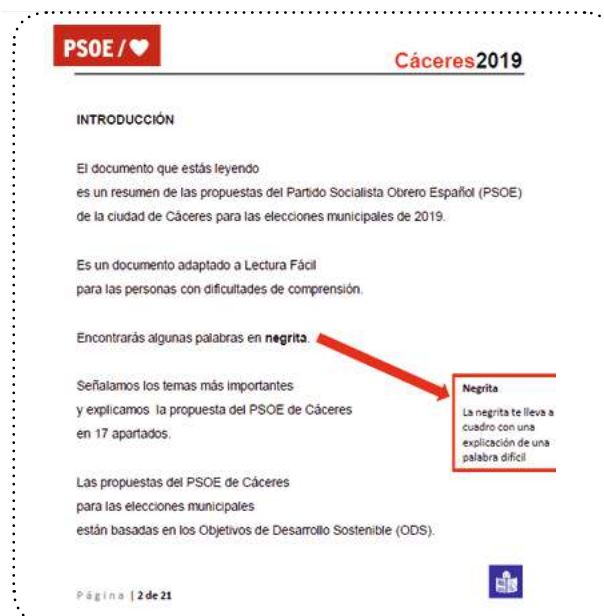 PSOE /
Cáceres2019
INTRODUCCIÓN
El documento que estás leyendo
es un resumen de las propuestas del Partido Socialista Obrero Español (PSOE)
de la ciudad de Cáceres para las elecciones municipales de 2019.
Es un documento adaptado a Lectura Fácil
para las personas con dificultades de comprensión.
Encontrarás algunas palabras en negrita.
Señalamos los temas más importantes
y explicamos la propuesta del PSOE de Cáceres
en 17 apartados.
Negrita
La negrita te lleva a
cuadro con una
explicación de una
palabra difícil
Las propuestas del PSOE de Cáceres
para las elecciones municipales
están basadas en los Objetivos de Desarrollo Sostenible (ODS).
Página | 2 de 21